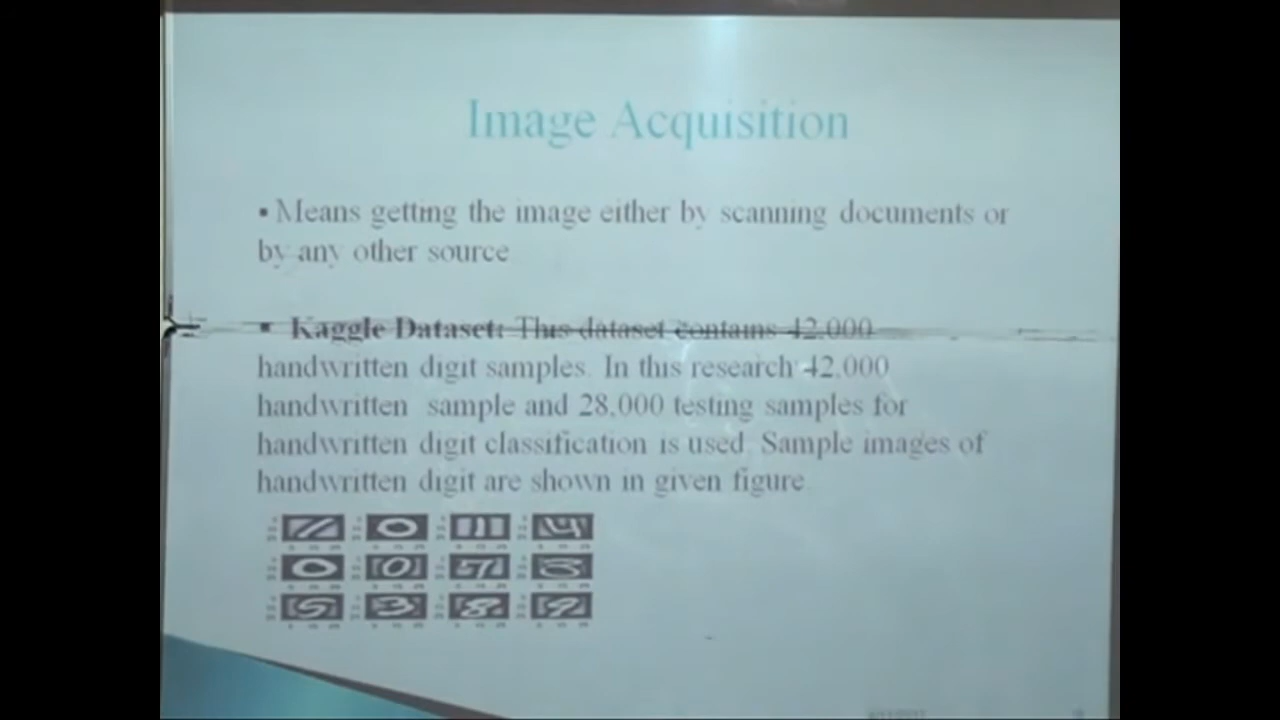 Image Acquisition
▪ Means getting the image either by scanning documents or
by any other source
▪ Kaggle Dataset: This dataset contains 42,000
handwritten digit samples. In this research 42,000
handwritten sample and 28,000 testing samples for
handwritten digit classification is used. Sample images of
handwritten digit are shown in given figure.